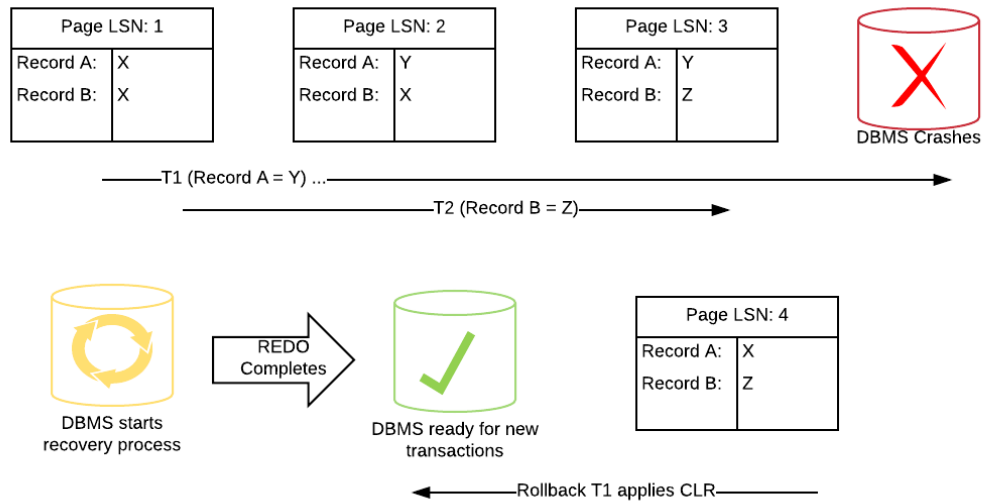 Page LSN: 1
Record A: X
Record B: X
Page LSN: 2
Record A: Y
Record B: X
Page LSN: 3
Record A: Y
Record B: Z
DBMS Crashes
T1 (Record A = Y) ...
T2 (Record B = Z)
DBMS starts
recovery process
REDO
Completes
DBMS ready for new
transactions
Page LSN: 4
Record A: X
Record B: Z
Rollback T1 applies CLR